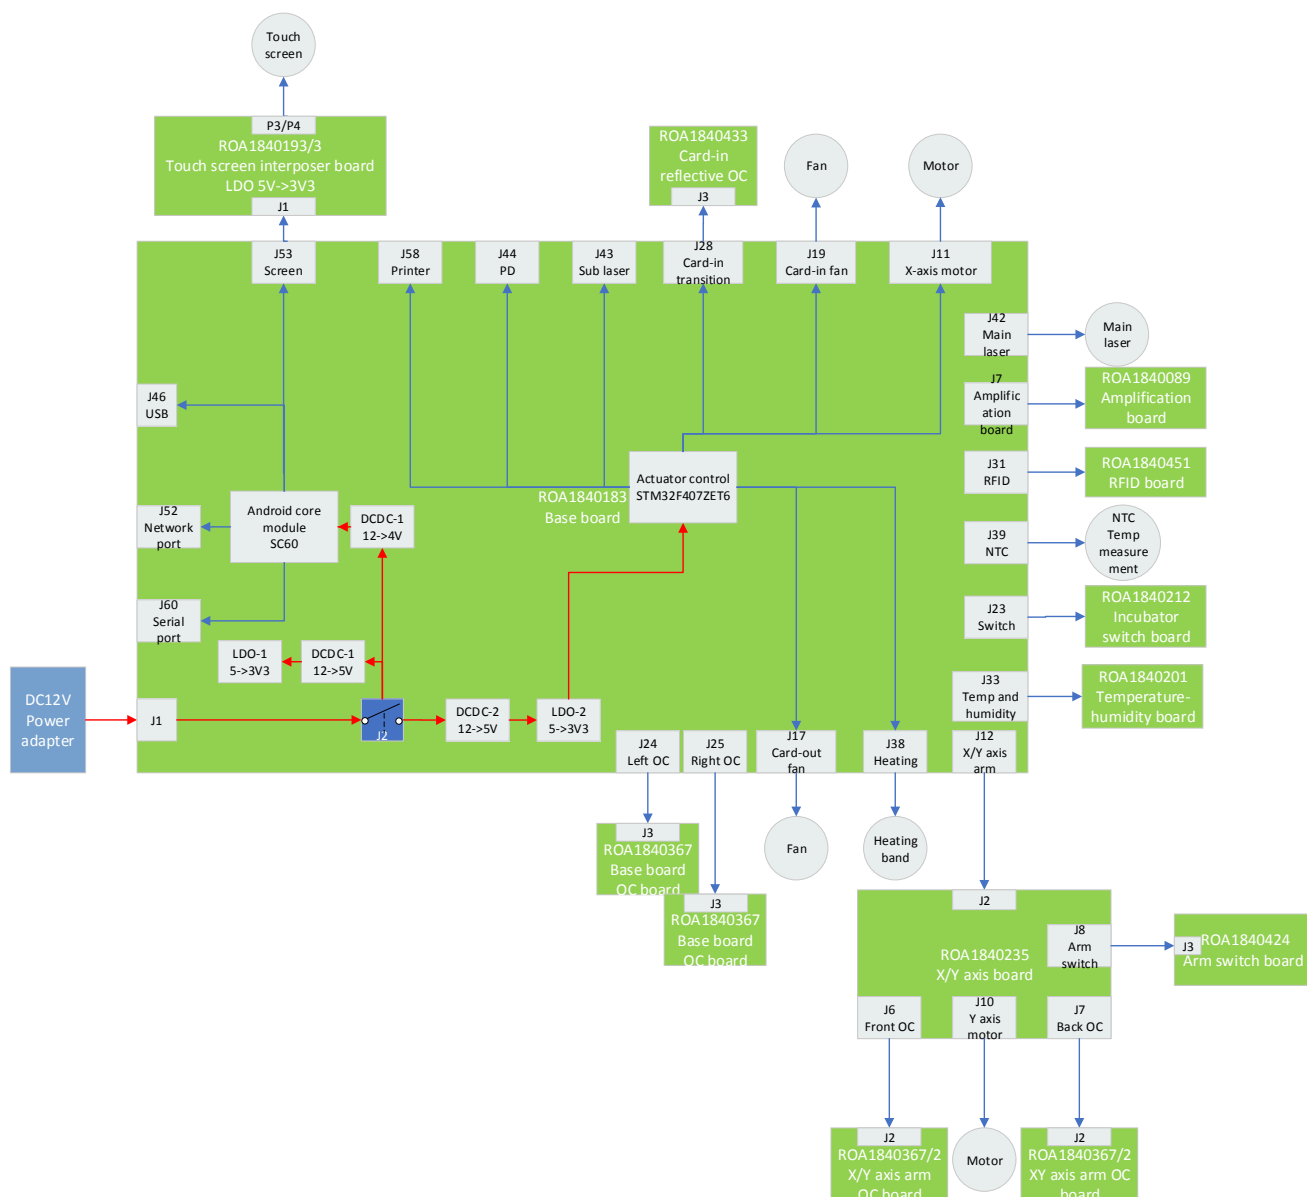 Touch
screen
P3/P4
ROA1840193/3
Touch screen interposer board
LDO 5V->3V3
J1
ROA1840433
Card-in
reflective OC
J3
Fan
Motor
J53
Screen
J58
Printer
J44
PD
J43
Sub laser
J28
Card-in
transition
J19
Card-in fan
J11
X-axis motor
J42
Main
laser
Main
laser
J7
Amplific
ation
board
ROA1840089
Amplification
board
J46
USB
J31
RFID
ROA1840451
RFID board
Actuator control
STM32F407ZET6
ROA1840183
Base board
J52
Network
port
Android core
module
SC60
DCDC-1
12->4V
J39
NTC
NTC
Temp
measure
ment
J60
Serial
port
J23
Switch
ROA1840212
Incubator
switch board
LDO-1
5->3V3
DCDC-1
12->5V
J33
Temp and
humidity
ROA1840201
Temperature-
humidity board
DC12V
Power
adapter
J1
J2
DCDC-2
12->5V
LDO-2
5->3V3
J24
Left OC
J25
Right OC
J17
Card-out
fan
J38
Heating
J12
X/Y axis
arm
J3
ROA1840367
Base board
OC board
J3
ROA1840367
Base board
OC board
Fan
Heating
band
J2
ROA1840235
X/Y axis board
J8
Arm
switch
J3
ROA1840424
Arm switch board
J6
Front OC
J10
Y axis
motor
J7
Back OC
J2
ROA1840367/2
X/Y axis arm
OC board
Motor
J2
ROA1840367/2
XY axis arm OC
board